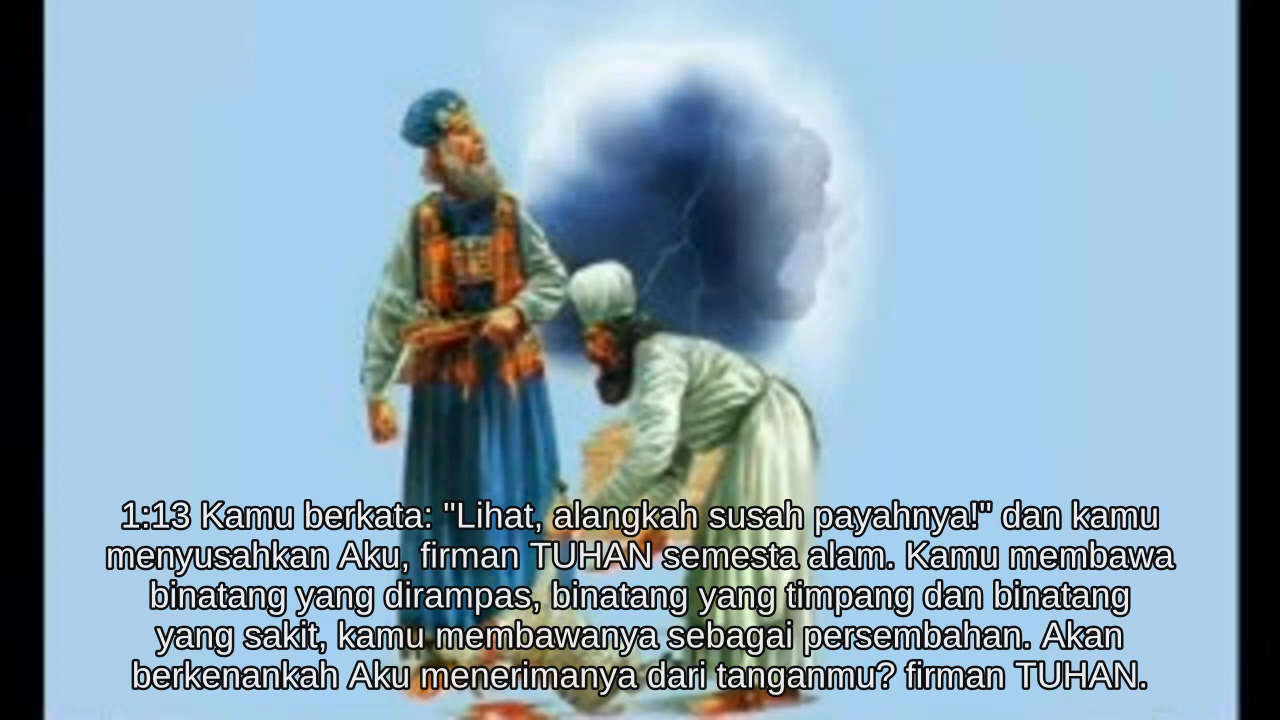 1:13 Kamu berkata: "Lihat, alangkah susah payahnya!" dan kamu
menyusahkan Aku, firman TUHAN semesta alam. Kamu membawa
binatang yang dirampas, binatang yang timpang dan binatang
yang sakit, kamu membawanya sebagai persembahan. Akan
berkenankah Aku menerimanya dari tanganmu? firman TUHAN.